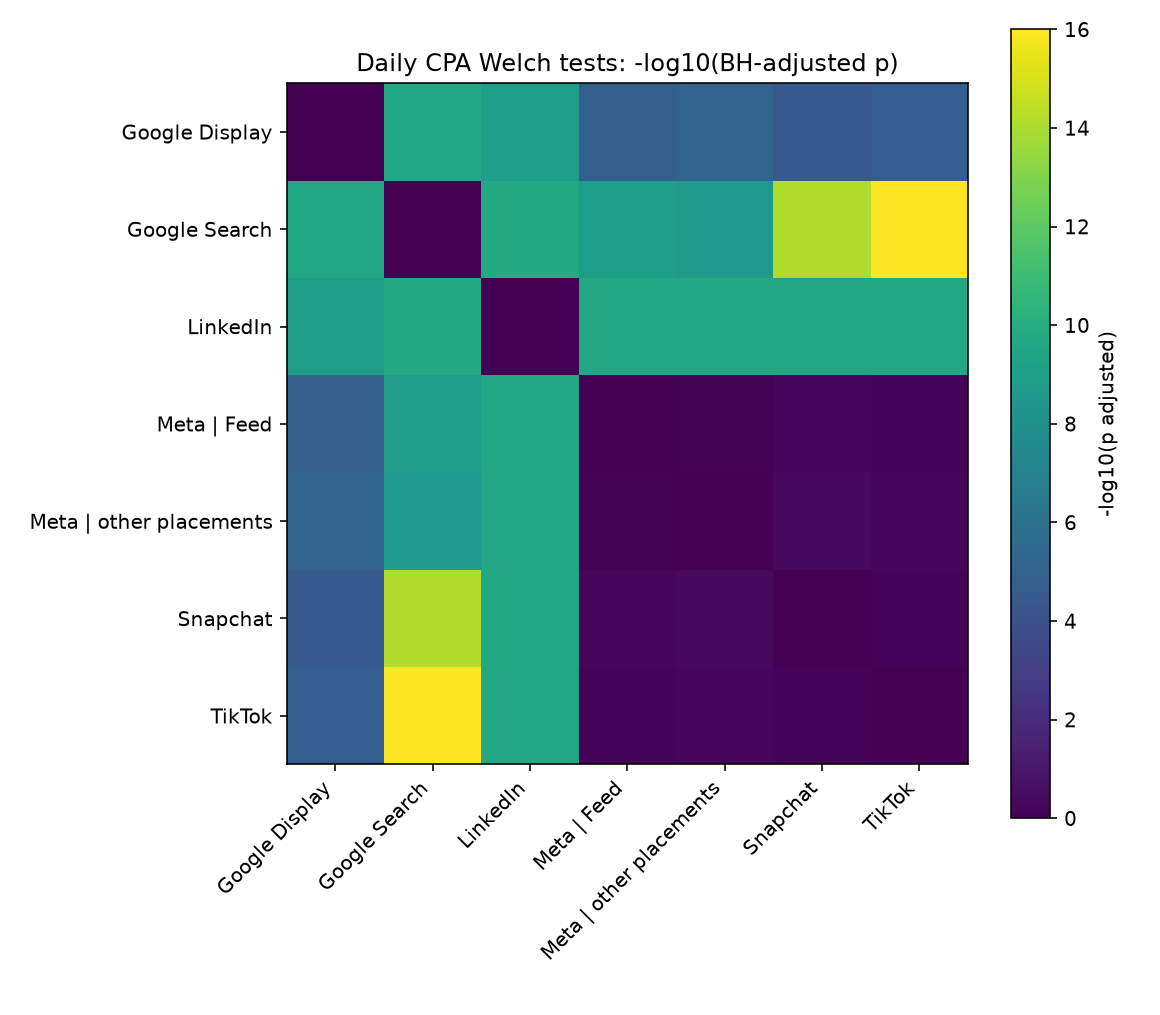 Daily CPA Welch tests: -log10(BH-adjusted p)
Google Display
Google Search
LinkedIn
Meta | Feed
Meta | other placements
Snapchat
TikTok
Google Display
Google Search
LinkedIn
Meta | Feed
Meta | other placements
Snapchat
TikTok
16
14
12
10
8
6
4
2
0
-log10(p adjusted)